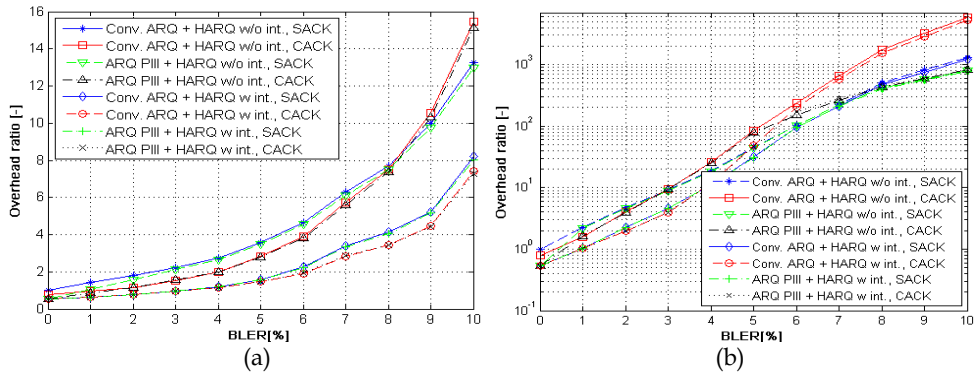 16
14
12
10
8
6
4
2
0
Overhead ratio [-]
Conv. ARQ + HARQ w/o int., SACK
Conv. ARQ + HARQ w/o int., CACK
ARQ PIII + HARQ w/o int., SACK
ARQ PIII + HARQ w/o int., CACK
Conv. ARQ + HARQ w int., SACK
Conv. ARQ + HARQ w int., CACK
ARQ PIII + HARQ w int., SACK
ARQ PIII + HARQ w int., CACK
0 1 2 3 4 5 6 7 8 9 10
BLER[%]
(a)
10^3
10^2
10^1
10^0
10^-1
Overhead ratio [-]
Conv. ARQ + HARQ w/o int., SACK
Conv. ARQ + HARQ w/o int., CACK
ARQ PIII + HARQ w/o int., SACK
ARQ PIII + HARQ w/o int., CACK
Conv. ARQ + HARQ w int., SACK
Conv. ARQ + HARQ w int., CACK
ARQ PIII + HARQ w int., SACK
ARQ PIII + HARQ w int., CACK
0 1 2 3 4 5 6 7 8 9 10
BLER[%]
(b)